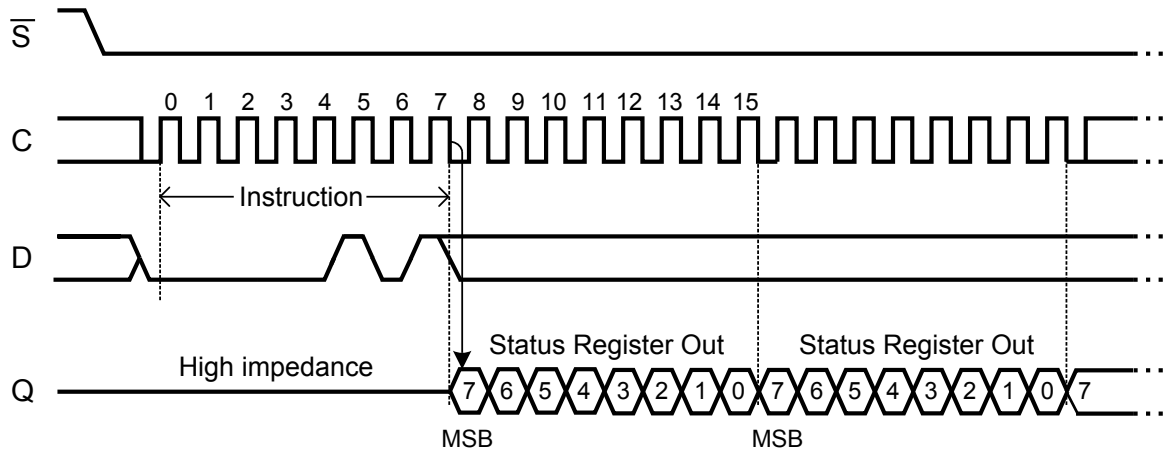 S
0 1 2 3 4 5 6 7 8 9 10 11 12 13 14 15
C
Instruction
D
Status Register Out Status Register Out
High impedance
Q 7 6 5 4 3 2 1 0 7 6 5 4 3 2 1 0 7
MSB MSB